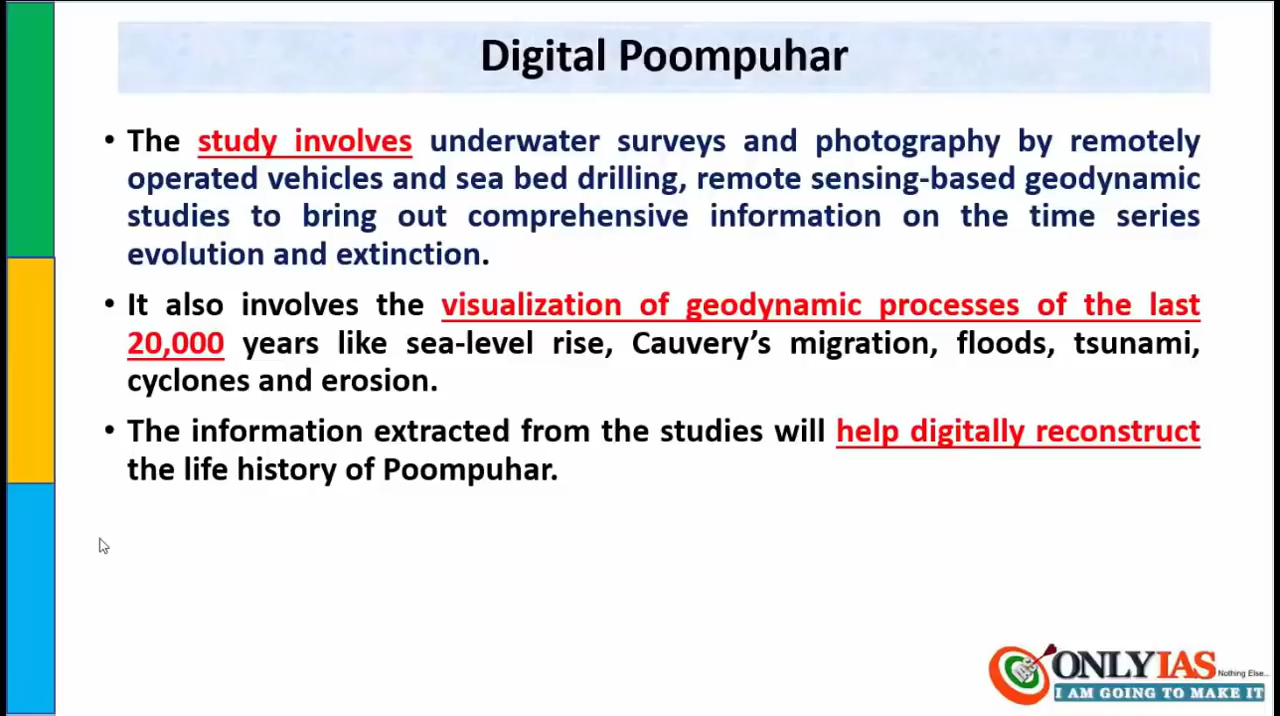 Digital Poompuhar
• The study involves underwater surveys and photography by remotely
operated vehicles and sea bed drilling, remote sensing-based geodynamic
studies to bring out comprehensive information on the time series
evolution and extinction.
• It also involves the visualization of geodynamic processes of the last
20,000 years like sea-level rise, Cauvery's migration, floods, tsunami,
cyclones and erosion.
• The information extracted from the studies will help digitally reconstruct
the life history of Poompuhar.
ONLYIAS Nothing Else...
I AM GOING TO MAKE IT